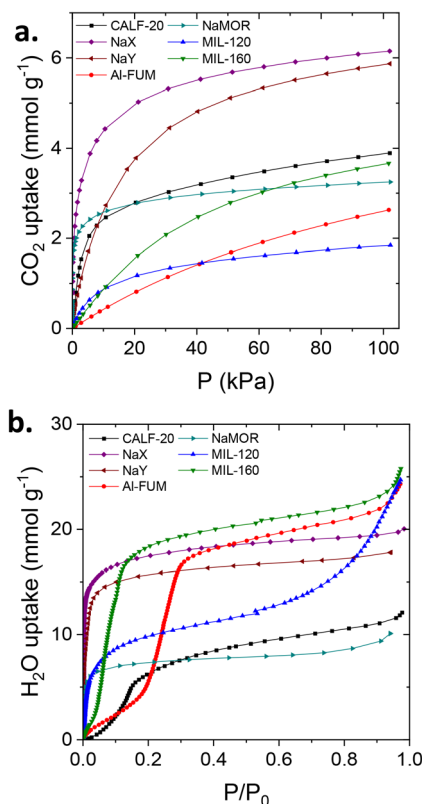 a.
CALF-20 NaMOR
NaX MIL-120
NaY MIL-160
Al-FUM
CO₂ uptake (mmol g⁻¹)
6
4
2
0
0 20 40 60 80 100
P (kPa)
b.
CALF-20 NaMOR
NaX MIL-120
NaY MIL-160
Al-FUM
H₂O uptake (mmol g⁻¹)
30
20
10
0
0.0 0.2 0.4 0.6 0.8 1.0
P/P₀